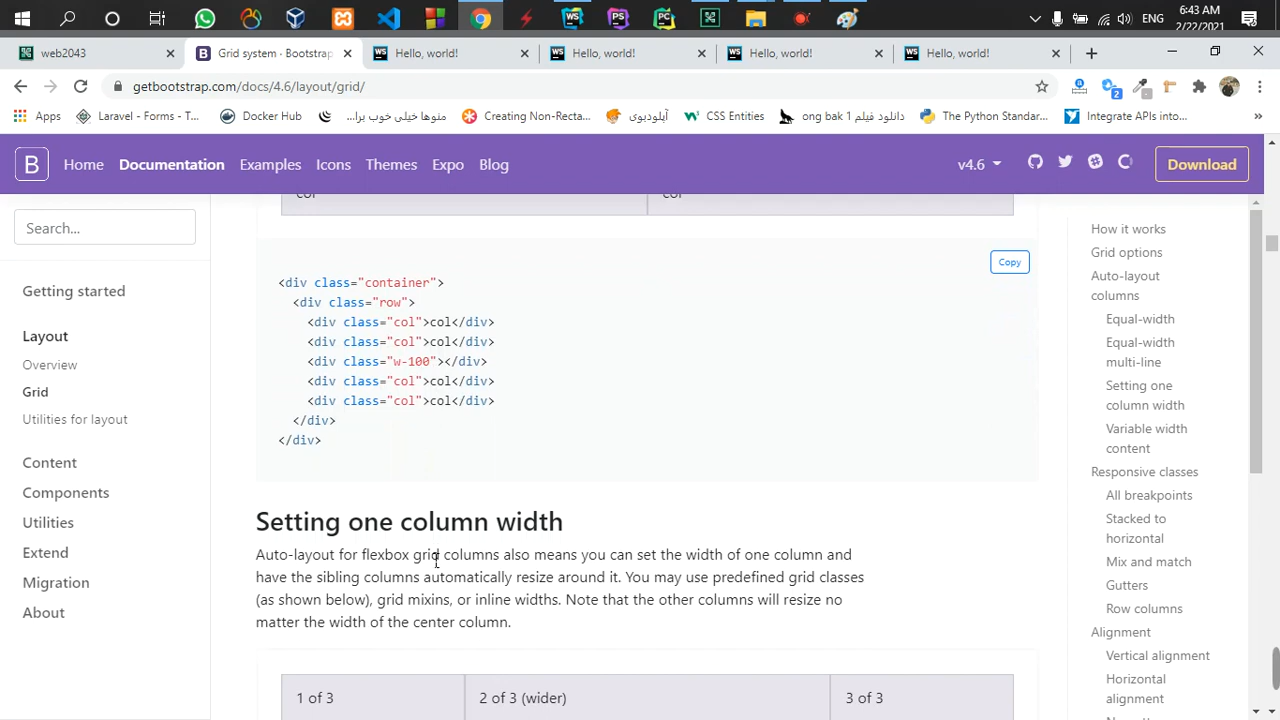 ENG
6:43 AM
2/22/2021
web2043
Grid system · Bootstrap
Hello, world!
Hello, world!
Hello, world!
Hello, world!
getbootstrap.com/docs/4.6/layout/grid/
Apps
Laravel - Forms - T...
Docker Hub
منوها خیلی خوب برا...
Creating Non-Recta...
آپلودبوی
CSS Entities
دانلود فیلم ong bak 1
The Python Standar...
Integrate APIs into...
B
Home
Documentation
Examples
Icons
Themes
Expo
Blog
v4.6
Download
Search...
Getting started
Layout
Overview
Grid
Utilities for layout
Content
Components
Utilities
Extend
Migration
About
col
col
Copy
<div class="container">
<div class="row">
<div class="col">col</div>
<div class="col">col</div>
<div class="w-100"></div>
<div class="col">col</div>
<div class="col">col</div>
</div>
</div>
Setting one column width
Auto-layout for flexbox grid columns also means you can set the width of one column and
have the sibling columns automatically resize around it. You may use predefined grid classes
(as shown below), grid mixins, or inline widths. Note that the other columns will resize no
matter the width of the center column.
1 of 3
2 of 3 (wider)
3 of 3
How it works
Grid options
Auto-layout
columns
Equal-width
Equal-width
multi-line
Setting one
column width
Variable width
content
Responsive classes
All breakpoints
Stacked to
horizontal
Mix and match
Gutters
Row columns
Alignment
Vertical alignment
Horizontal
alignment